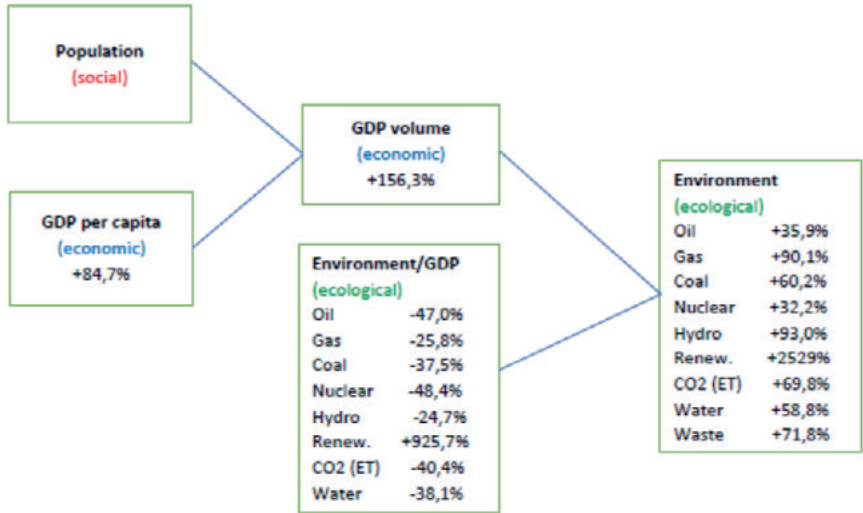 Population
(social)
GDP per capita
(economic)
+84,7%
GDP volume
(economic)
+156,3%
Environment/GDP
(ecological)
Oil -47,0%
Gas -25,8%
Coal -37,5%
Nuclear -48,4%
Hydro -24,7%
Renew. +925,7%
CO2 (ET) -40,4%
Water -38,1%
Environment
(ecological)
Oil +35,9%
Gas +90,1%
Coal +60,2%
Nuclear +32,2%
Hydro +93,0%
Renew. +2529%
CO2 (ET) +69,8%
Water +58,8%
Waste +71,8%